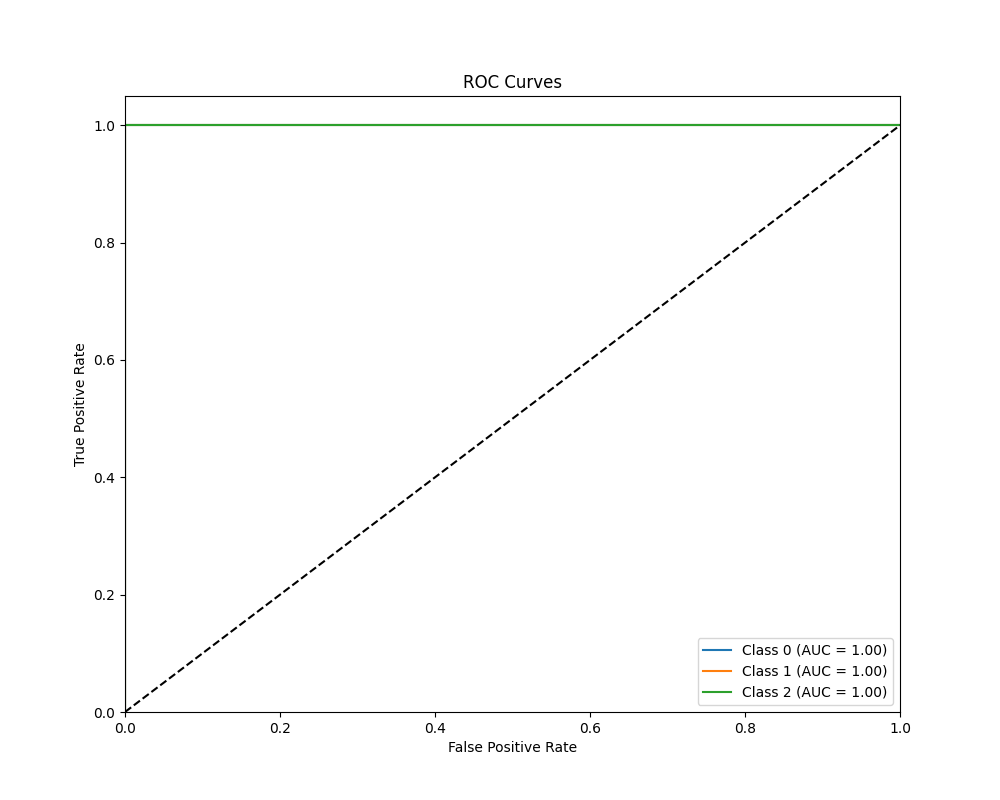 ROC Curves
1.0
0.8
0.6
0.4
0.2
0.0
True Positive Rate
Class 0 (AUC = 1.00)
Class 1 (AUC = 1.00)
Class 2 (AUC = 1.00)
0.0 0.2 0.4 0.6 0.8 1.0
False Positive Rate